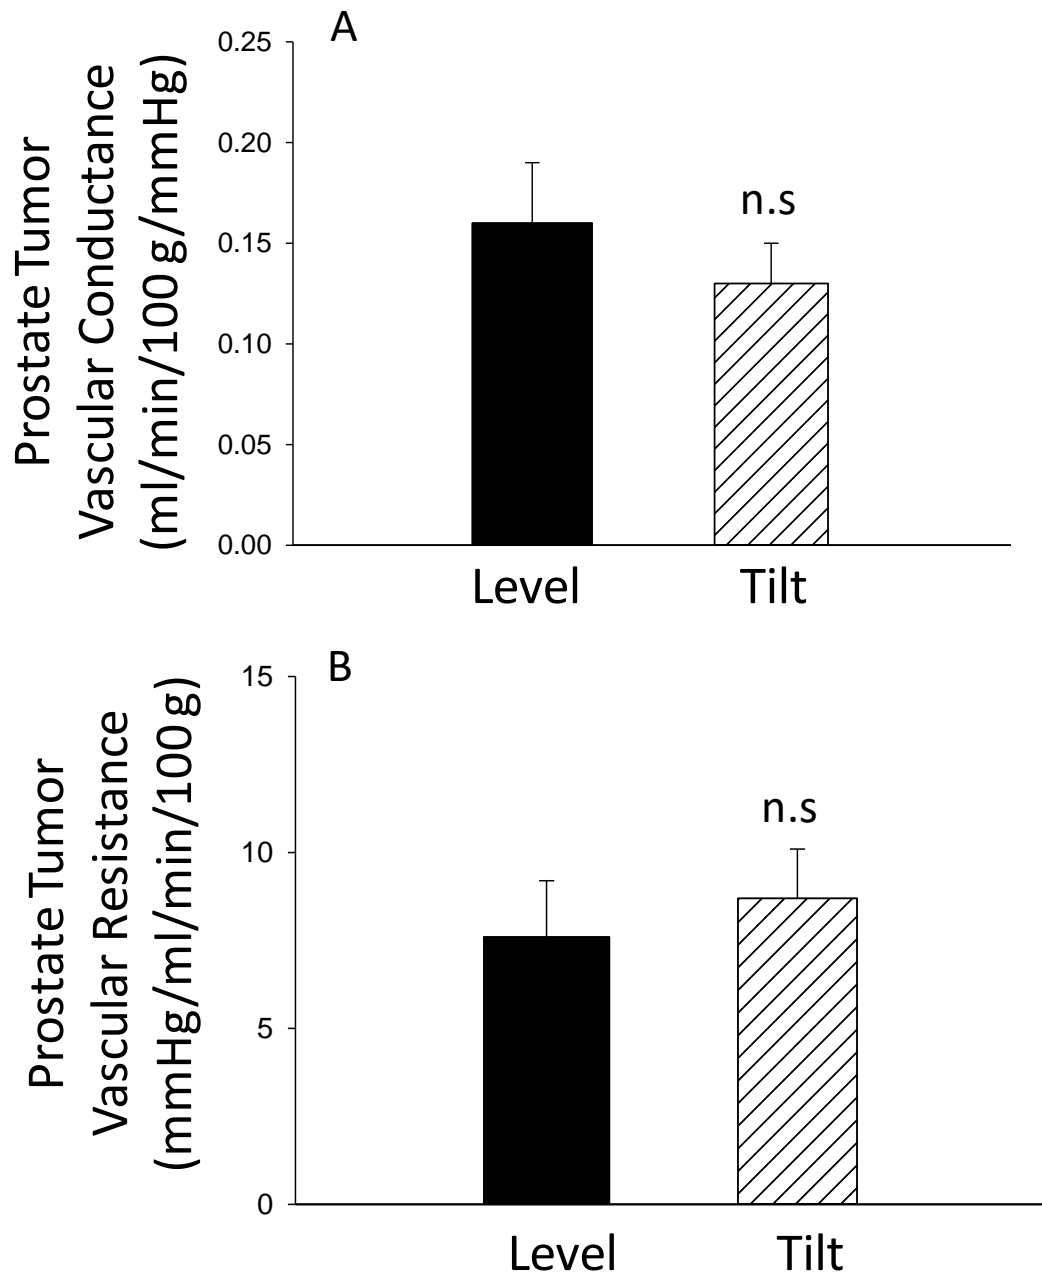 A
Prostate Tumor
Vascular Conductance
(ml/min/100 g/mmHg)
0.25
0.20
0.15
0.10
0.05
0.00
n.s
Level Tilt
B
Prostate Tumor
Vascular Resistance
(mmHg/ml/min/100 g)
15
10
5
0
n.s
Level Tilt